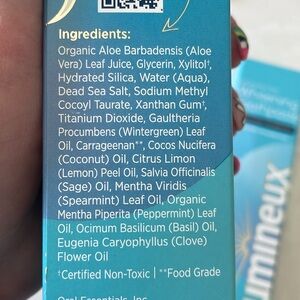 Ingredients:
Organic Aloe Barbadensis (Aloe
Vera) Leaf Juice, Glycerin, Xylitol†,
Hydrated Silica, Water (Aqua),
Dead Sea Salt, Sodium Methyl
Cocoyl Taurate, Xanthan Gum†,
Titanium Dioxide, Gaultheria
Procumbens (Wintergreen) Leaf
Oil, Carrageenan**, Cocos Nucifera
(Coconut) Oil, Citrus Limon
(Lemon) Peel Oil, Salvia Officinalis
(Sage) Oil, Mentha Viridis
(Spearmint) Leaf Oil, Organic
Mentha Piperita (Peppermint) Leaf
Oil, Ocimum Basilicum (Basil) Oil,
Eugenia Caryophyllus (Clove)
Flower Oil
†Certified Non-Toxic | **Food Grade
Oral Essentials, Inc.
Whitening
umineux